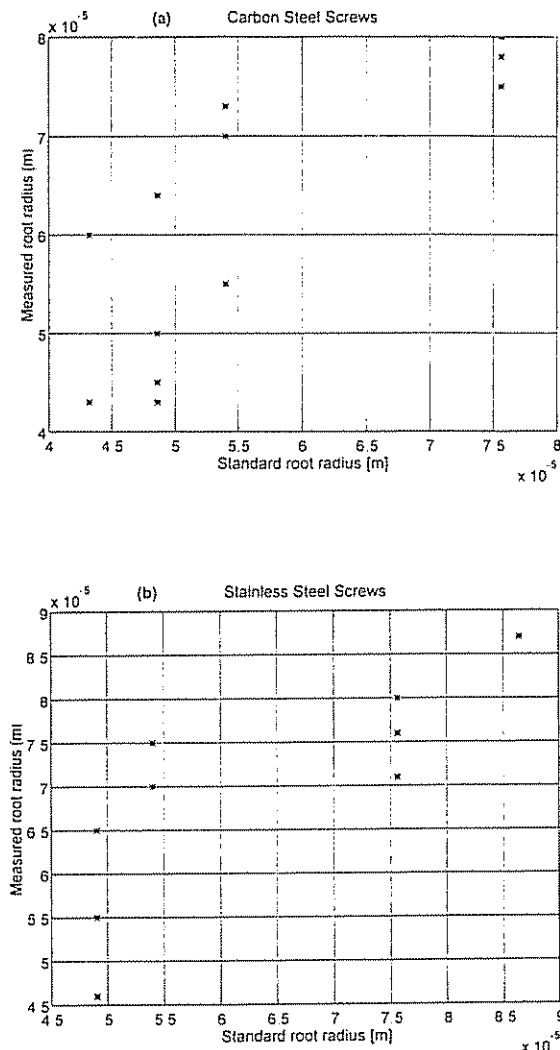 x 10-5 (a) Carbon Steel Screws
8
7
6
5
4
Measured root radius [m]
4 4 5 5 5.5 6 6.5 7 7 5 8
Standard root radius [m]
x 10-5
x 10-5 (b) Stainless Steel Screws
9
8 5
8
7 5
7
6 5
6
5 5
5
4 5
Measured root radius [m]
4 5 5 5 5 6 6 5 7 7 5 8 8 5 9
Standard root radius [m]
x 10-5